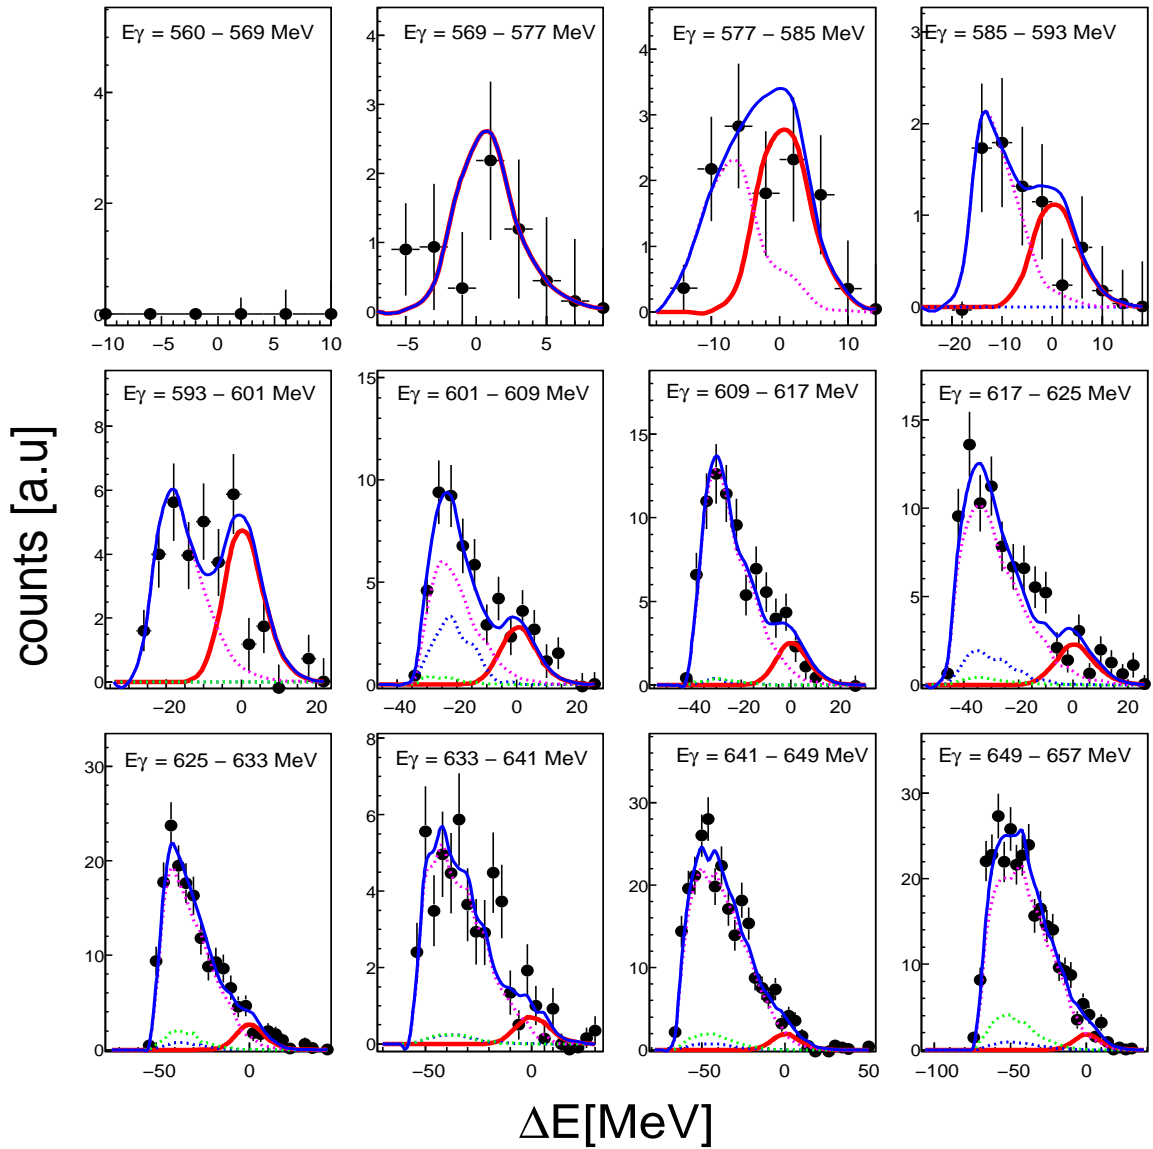 Eγ = 560 – 569 MeV
4
2
0
−10 −5 0 5 10
Eγ = 569 – 577 MeV
4
3
2
1
0
−5 0 5
Eγ = 577 – 585 MeV
4
3
2
1
0
−10 0 10
Eγ = 585 – 593 MeV
3
2
1
0
−20 −10 0 10
Eγ = 593 – 601 MeV
8
6
4
2
0
−20 0 20
Eγ = 601 – 609 MeV
15
10
5
0
−40 −20 0 20
Eγ = 609 – 617 MeV
15
10
5
0
−40 −20 0 20
Eγ = 617 – 625 MeV
15
10
5
0
−40 −20 0 20
Eγ = 625 – 633 MeV
30
20
10
0
−50 0
Eγ = 633 – 641 MeV
8
6
4
2
0
−50 0
Eγ = 641 – 649 MeV
30
20
10
0
−50 0 50
Eγ = 649 – 657 MeV
30
20
10
0
−100 −50 0
counts [a.u]
ΔE[MeV]